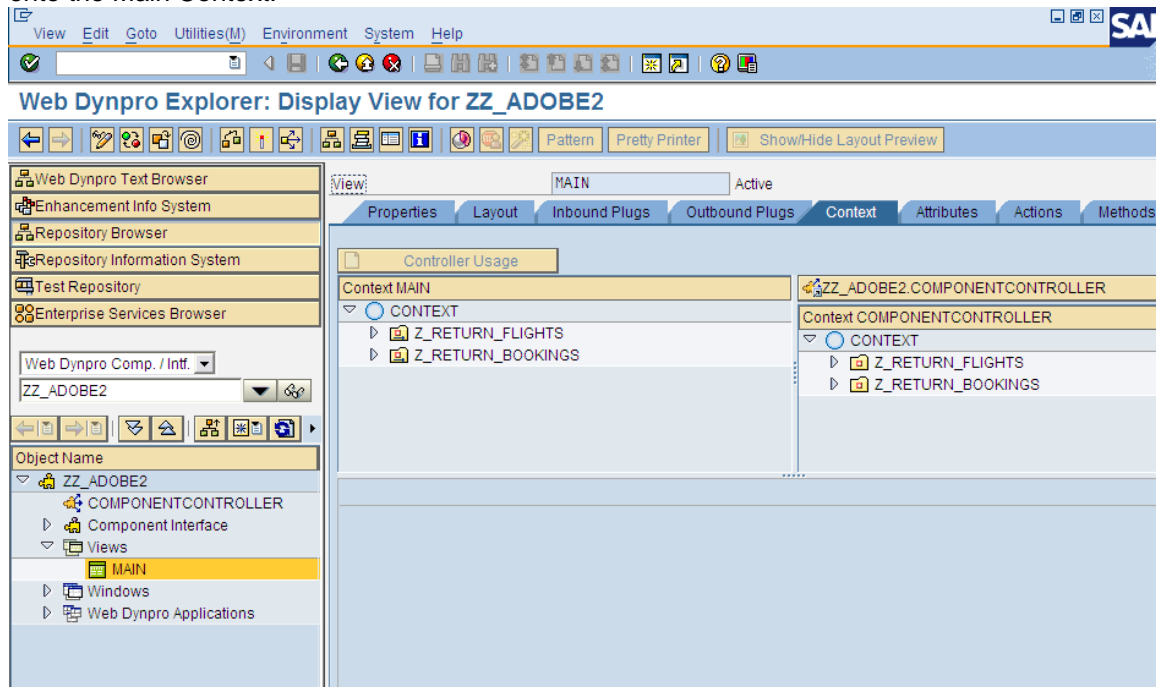 onto the Main Context.
View Edit Goto Utilities(M) Environment System Help
Web Dynpro Explorer: Display View for ZZ_ADOBE2
Pattern Pretty Printer Show/Hide Layout Preview
Web Dynpro Text Browser
Enhancement Info System
Repository Browser
Repository Information System
Test Repository
Enterprise Services Browser
Web Dynpro Comp. / Intf.
ZZ_ADOBE2
Object Name
ZZ_ADOBE2
COMPONENTCONTROLLER
Component Interface
Views
MAIN
Windows
Web Dynpro Applications
View MAIN Active
Properties Layout Inbound Plugs Outbound Plugs Context Attributes Actions Methods
Controller Usage
Context MAIN
CONTEXT
Z_RETURN_FLIGHTS
Z_RETURN_BOOKINGS
ZZ_ADOBE2.COMPONENTCONTROLLER
Context COMPONENTCONTROLLER
CONTEXT
Z_RETURN_FLIGHTS
Z_RETURN_BOOKINGS